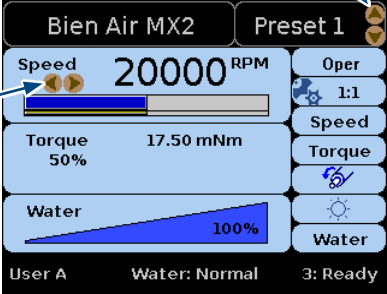 Bien Air MX2 Preset 1
Speed 20000 RPM
Torque 17.50 mNm
50%
Water
100%
Oper
1:1
Speed
Torque
Water
User A Water: Normal 3: Ready